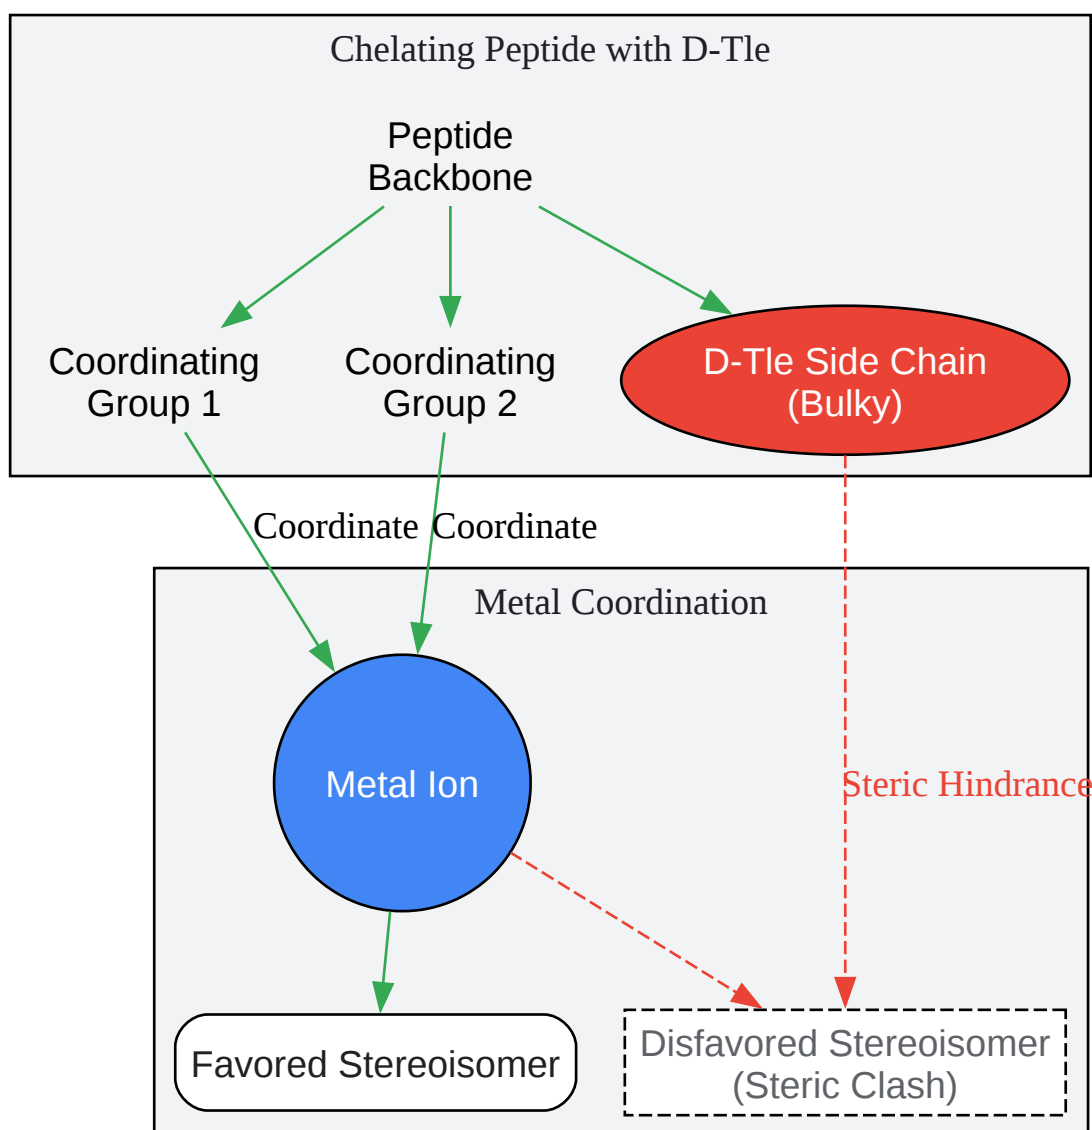 Chelating Peptide with D-Tle
Peptide
Backbone
Coordinating
Group 1
Coordinating
Group 2
D-Tle Side Chain
(Bulky)
Coordinate
Coordinate
Metal Coordination
Metal Ion
Steric Hindrance
Favored Stereoisomer
Disfavored Stereoisomer
(Steric Clash)